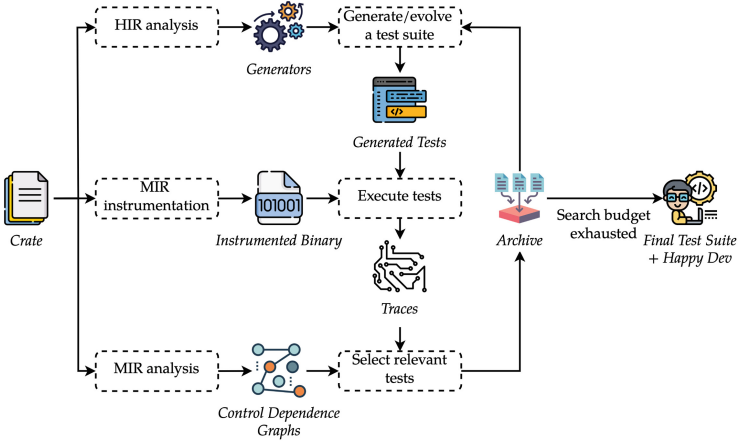 HIR analysis
Generators
Generate/evolve
a test suite
</>
Generated Tests
Crate
MIR
instrumentation
101001
Instrumented Binary
Execute tests
Archive
Search budget
exhausted
</>
Final Test Suite
+ Happy Dev
Traces
MIR analysis
Control Dependence
Graphs
Select relevant
tests